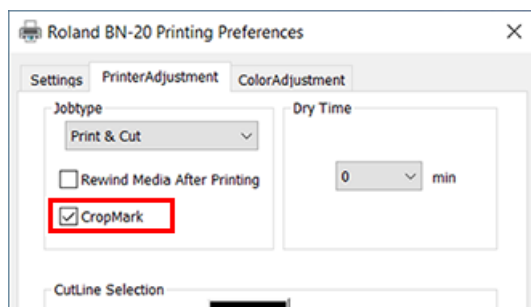 Roland BN-20 Printing Preferences
Settings PrinterAdjustment ColorAdjustment
Jobtype
Print & Cut
Rewind Media After Printing
CropMark
Dry Time
0 min
CutLine Selection